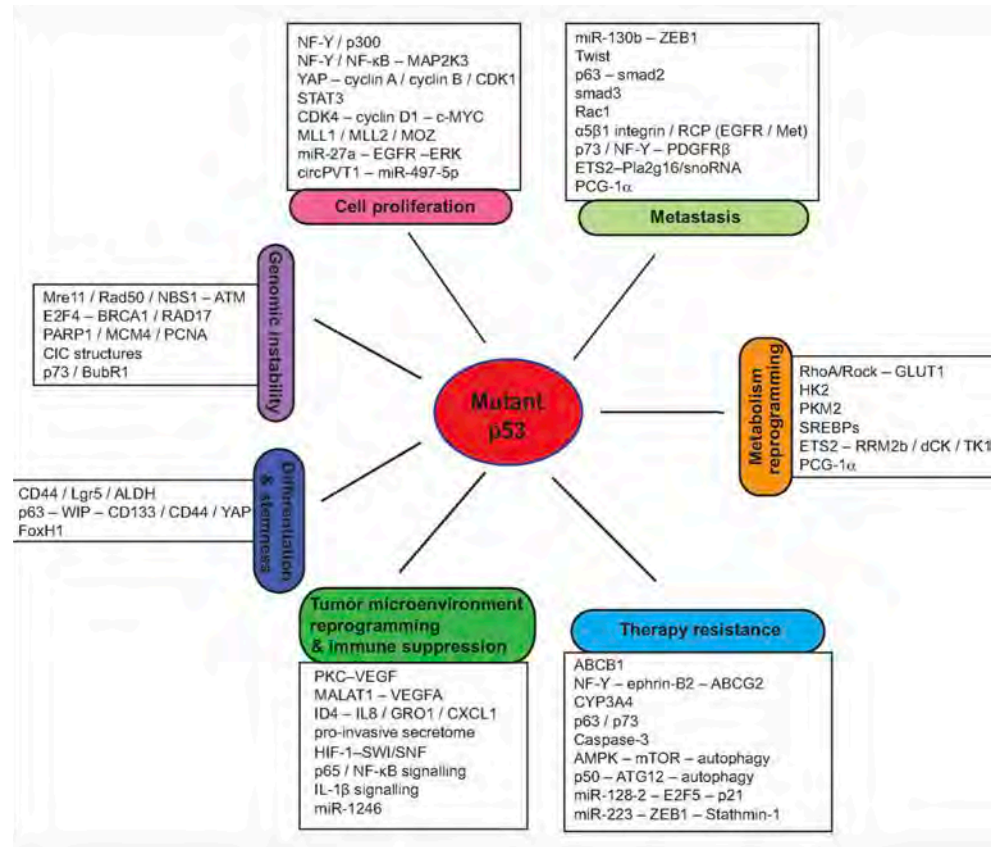 NF-Y / p300
NF-Y / NF-κB – MAP2K3
YAP – cyclin A / cyclin B / CDK1
STAT3
CDK4 – cyclin D1 – c-MYC
MLL1 / MLL2 / MOZ
miR-27a – EGFR –ERK
circPVT1 – miR-497-5p
Cell proliferation
miR-130b – ZEB1
Twist
p63 – smad2
smad3
Rac1
α5β1 integrin / RCP (EGFR / Met)
p73 / NF-Y – PDGFRβ
ETS2–Pla2g16/snoRNA
PCG-1α
Metastasis
Genomic instability
Mre11 / Rad50 / NBS1 – ATM
E2F4 – BRCA1 / RAD17
PARP1 / MCM4 / PCNA
CIC structures
p73 / BubR1
Mutant
p53
Metabolism
reprogramming
RhoA/Rock – GLUT1
HK2
PKM2
SREBPs
ETS2 – RRM2b / dCK / TK1
PCG-1α
Differentiation
& stemness
CD44 / Lgr5 / ALDH
p63 – WIP – CD133 / CD44 / YAP
FoxH1
Tumor microenvironment
reprogramming
& immune suppression
PKC–VEGF
MALAT1 – VEGFA
ID4 – IL8 / GRO1 / CXCL1
pro-invasive secretome
HIF-1–SWI/SNF
p65 / NF-κB signalling
IL-1β signalling
miR-1246
Therapy resistance
ABCB1
NF-Y – ephrin-B2 – ABCG2
CYP3A4
p63 / p73
Caspase-3
AMPK – mTOR – autophagy
p50 – ATG12 – autophagy
miR-128-2 – E2F5 – p21
miR-223 – ZEB1 – Stathmin-1